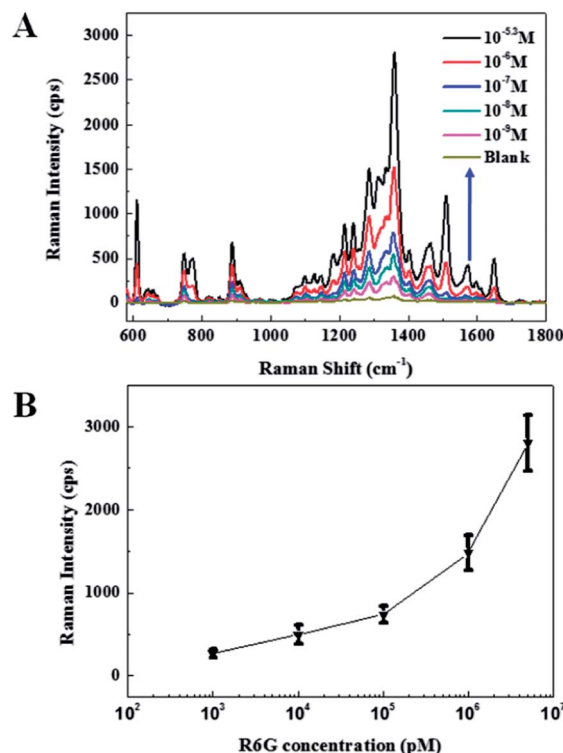 A
Raman Intensity (cps)
3000
2500
2000
1500
1000
500
0
10⁻⁵·³M
10⁻⁶M
10⁻⁷M
10⁻⁸M
10⁻⁹M
Blank
600 800 1000 1200 1400 1600 1800
Raman Shift (cm⁻¹)
B
Raman Intensity (cps)
3000
2000
1000
0
10² 10³ 10⁴ 10⁵ 10⁶ 10⁷
R6G concentration (pM)